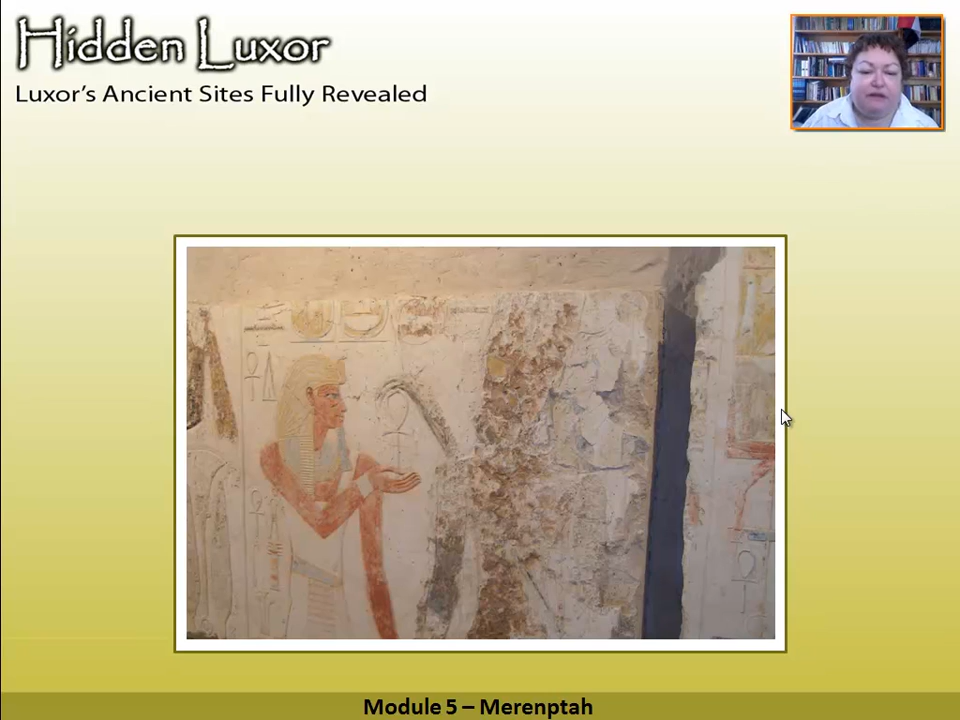 Hidden Luxor
Luxor's Ancient Sites Fully Revealed
Module 5 – Merenptah